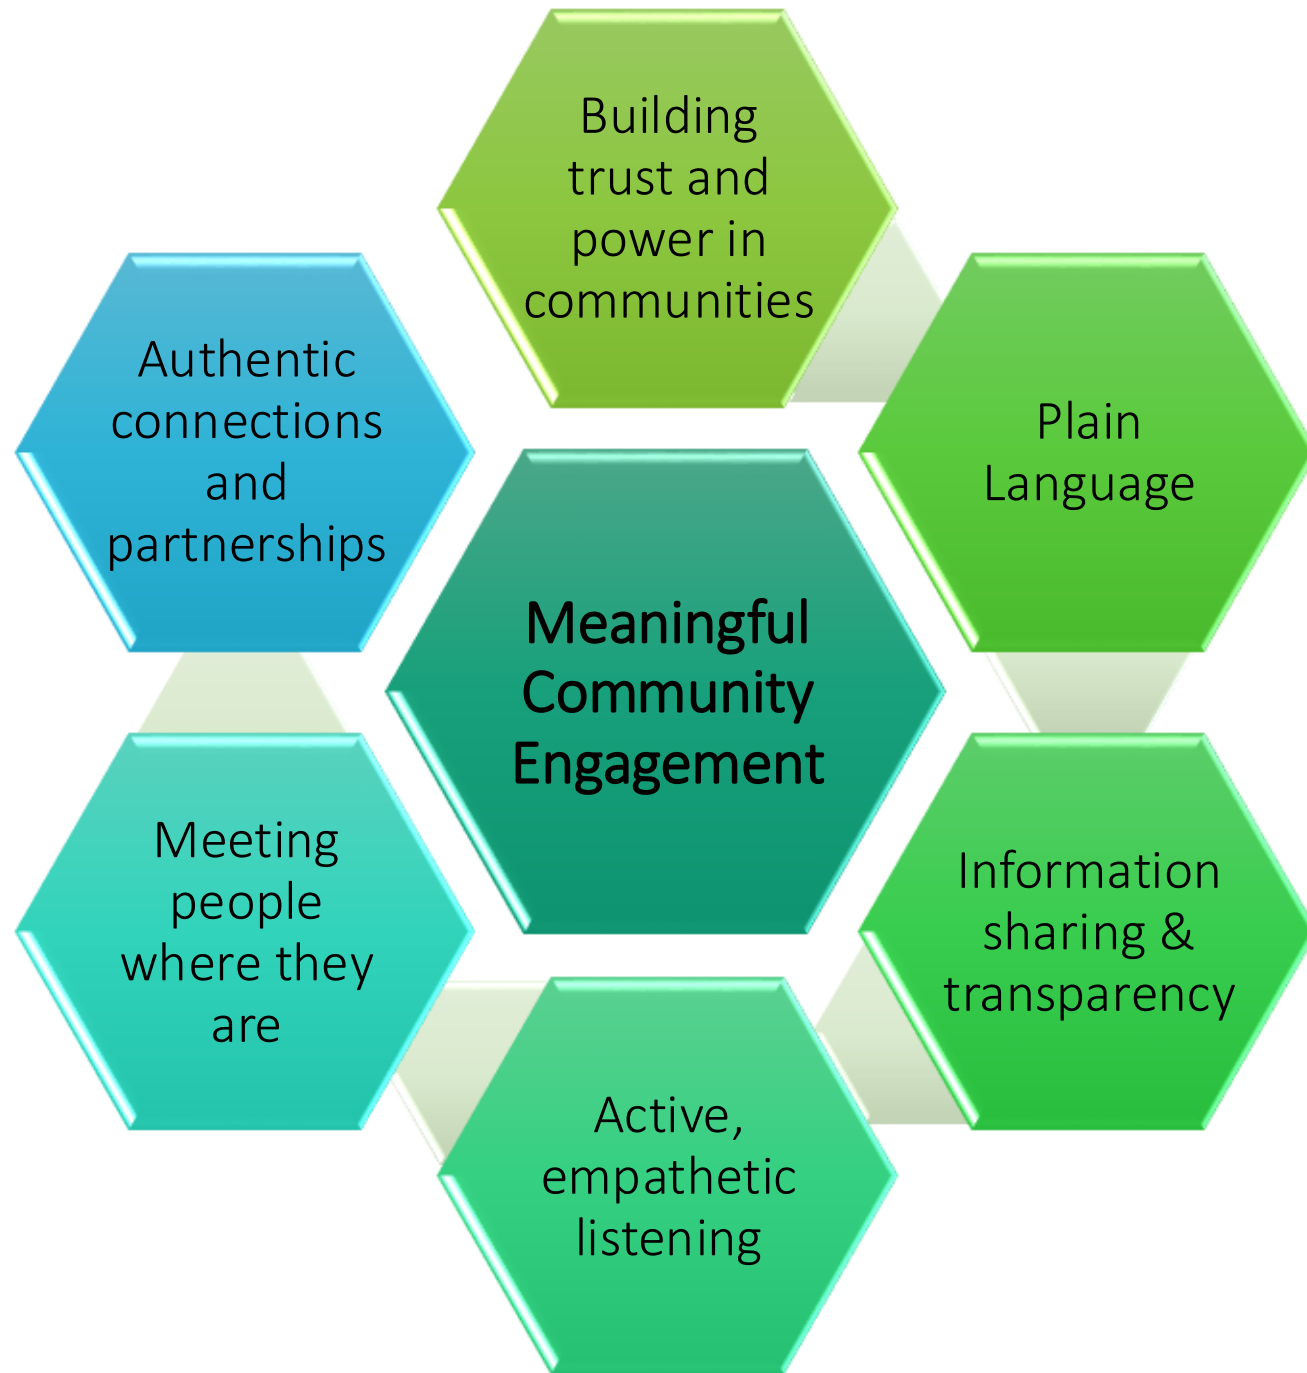 Building
trust and
power in
communities
Plain
Language
Information
sharing &
transparency
Active,
empathetic
listening
Meeting
people
where they
are
Authentic
connections
and
partnerships
Meaningful
Community
Engagement